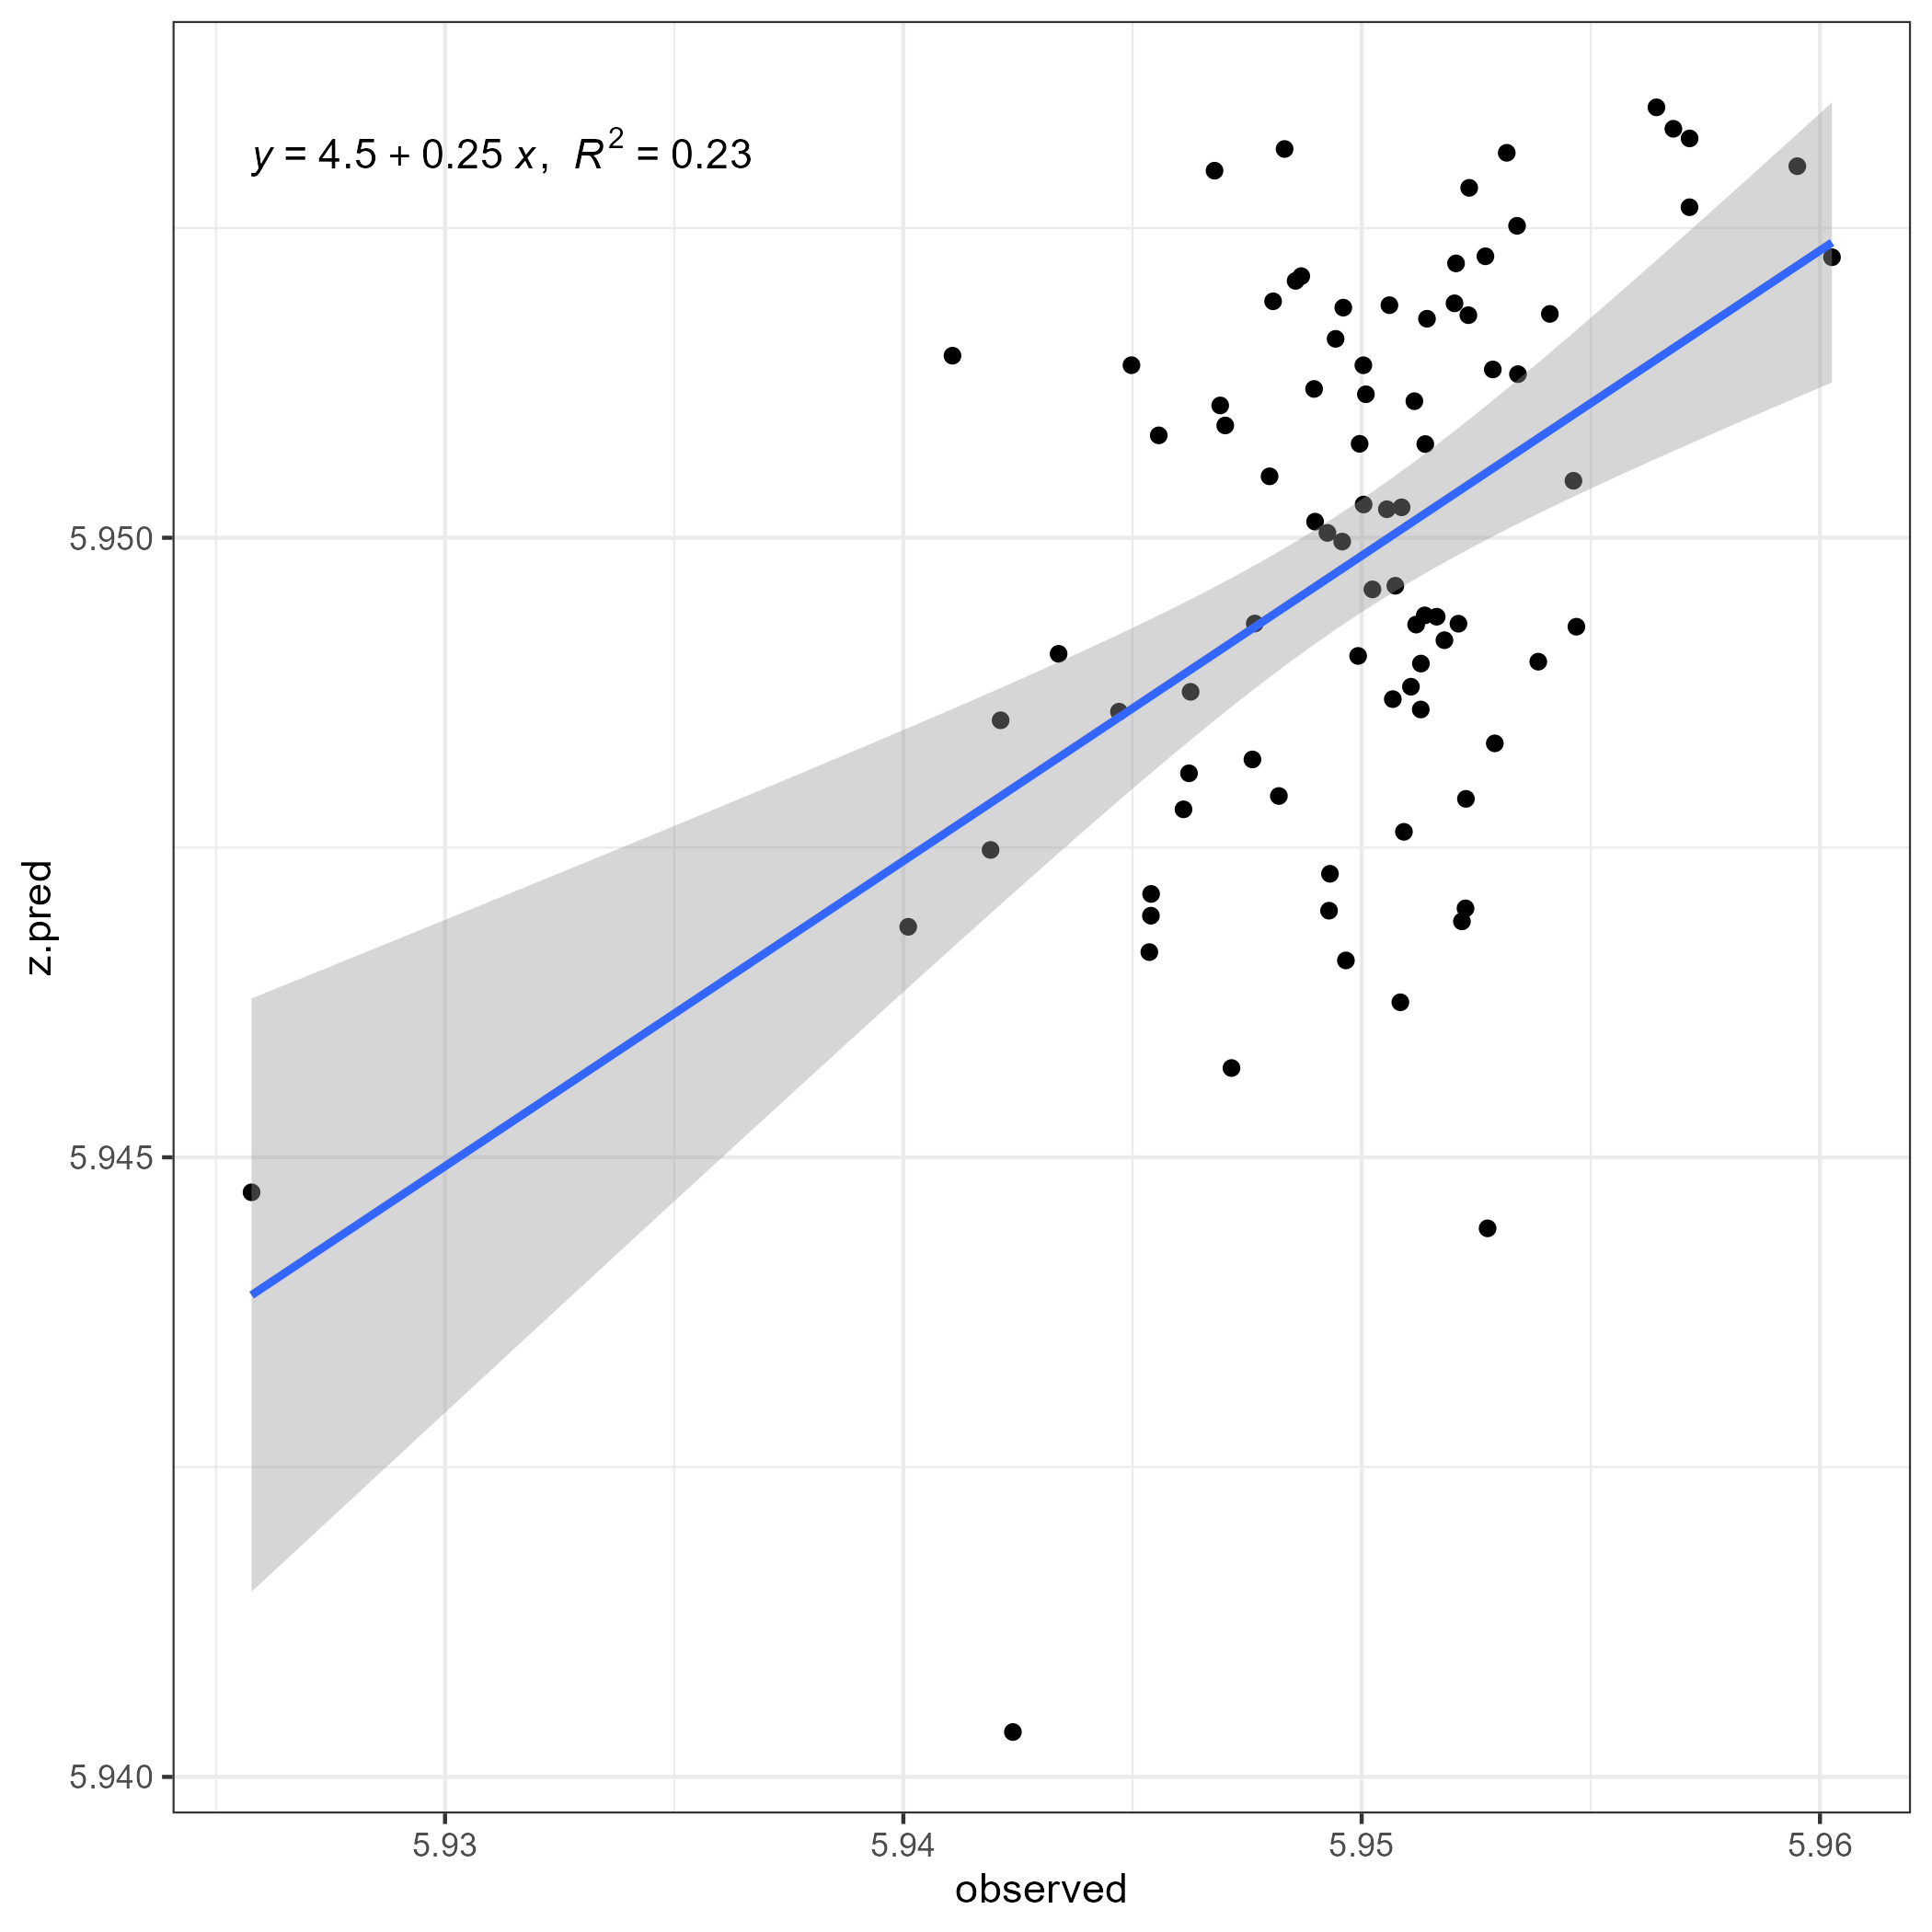 y = 4.5 + 0.25 x, R² = 0.23
5.950
5.945
5.940
z.pred
5.93 5.94 5.95 5.96
observed